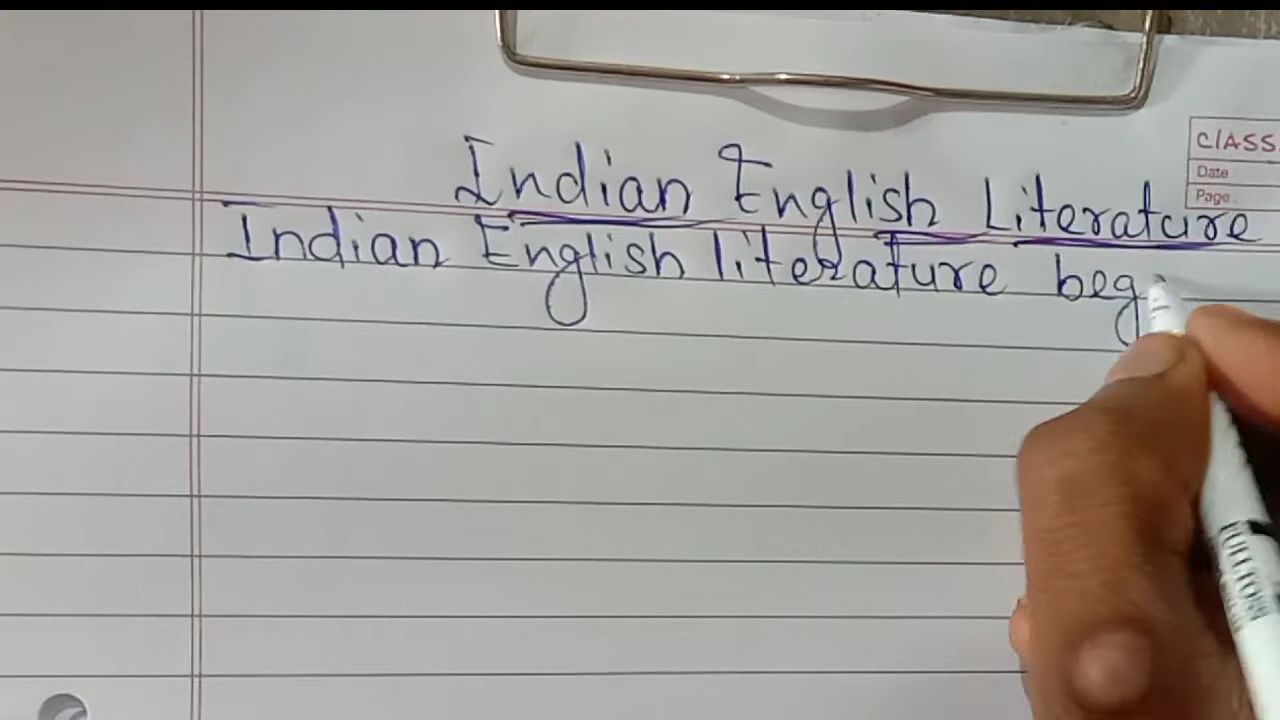 CLASS
Date
Page:
Indian English Literature
Indian English literature beg